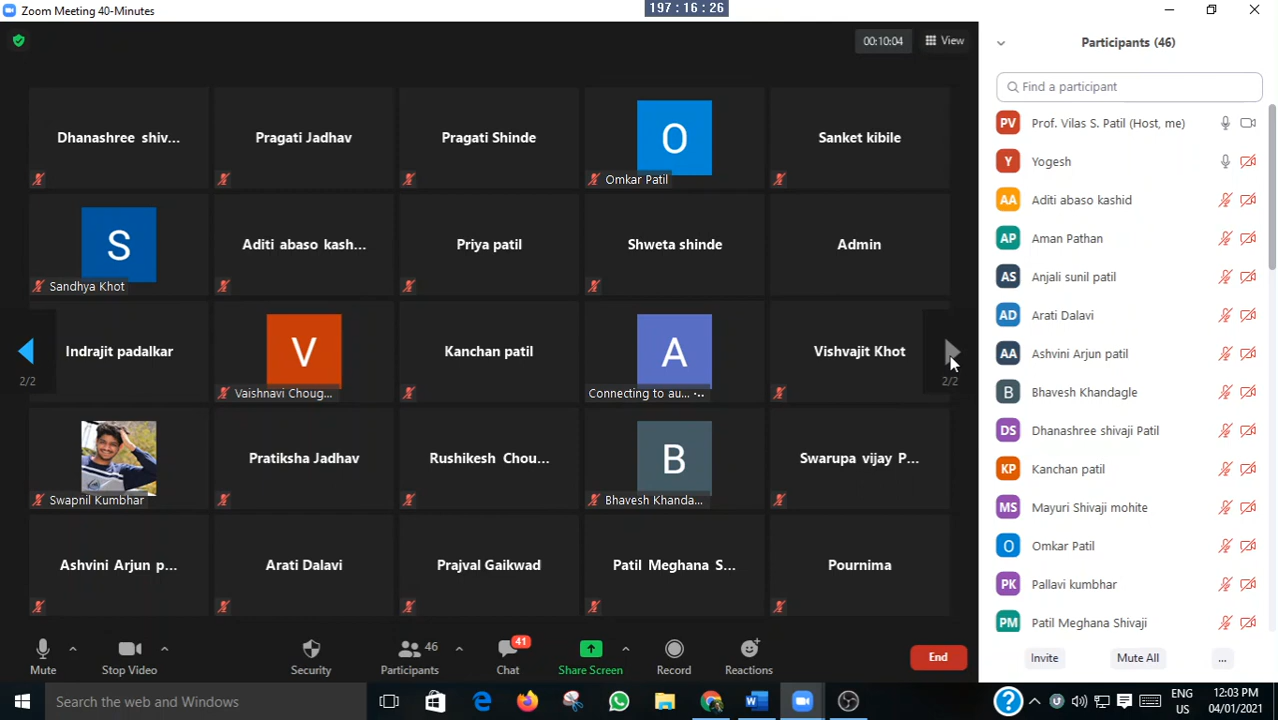 Zoom Meeting 40-Minutes
197:16:26
00:10:04
View
Dhanashree shiv...
Pragati Jadhav
Pragati Shinde
O
Omkar Patil
Sanket kibile
S
Sandhya Khot
Aditi abaso kash...
Priya patil
Shweta shinde
Admin
2/2
Indrajit padalkar
V
Vaishnavi Choug...
Kanchan patil
A
Connecting to au... ...
Vishvajit Khot
2/2
Swapnil Kumbhar
Pratiksha Jadhav
Rushikesh Chou...
B
Bhavesh Khanda...
Swarupa vijay P...
Ashvini Arjun p...
Arati Dalavi
Prajval Gaikwad
Patil Meghana S...
Pournima
Mute
Stop Video
Security
46
Participants
41
Chat
Share Screen
Record
Reactions
End
Participants (46)
Find a participant
PV Prof. Vilas S. Patil (Host, me)
Y Yogesh
AA Aditi abaso kashid
AP Aman Pathan
AS Anjali sunil patil
AD Arati Dalavi
AA Ashvini Arjun patil
B Bhavesh Khandagle
DS Dhanashree shivaji Patil
KP Kanchan patil
MS Mayuri Shivaji mohite
O Omkar Patil
PK Pallavi kumbhar
PM Patil Meghana Shivaji
Invite
Mute All
...
Search the web and Windows
ENG
US
12:03 PM
04/01/2021